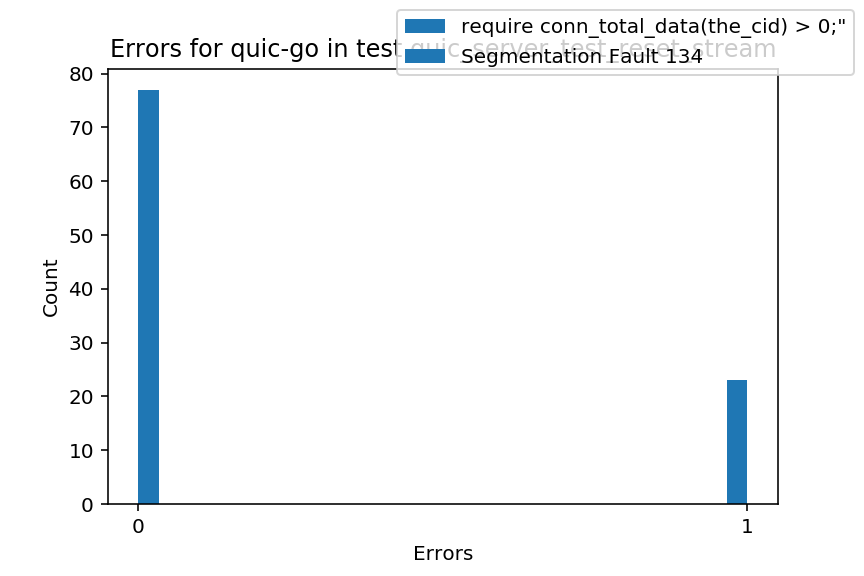 require conn_total_data(the_cid) > 0;"
Segmentation Fault 134
Errors for quic-go in test quic_server_test_reset_stream
80
70
60
50
40
30
20
10
0
Count
0 1
Errors